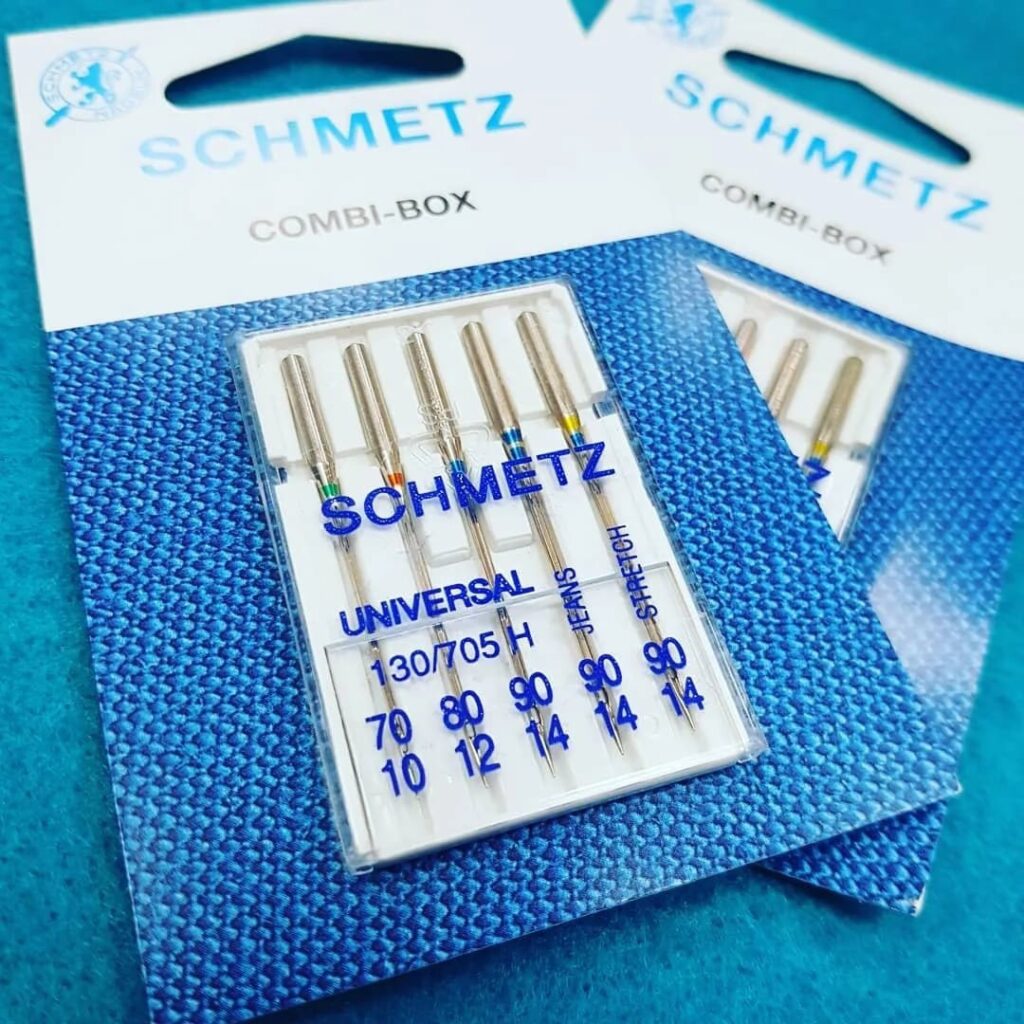 SCHMETZ
SCHMETZ
COMBI-BOX
SCHMETZ
UNIVERSAL
130/705 H
JEANS
STRETCH
70 80 90 90 90
10 12 14 14 14
SCHMETZ
COMBI-BOX
Z